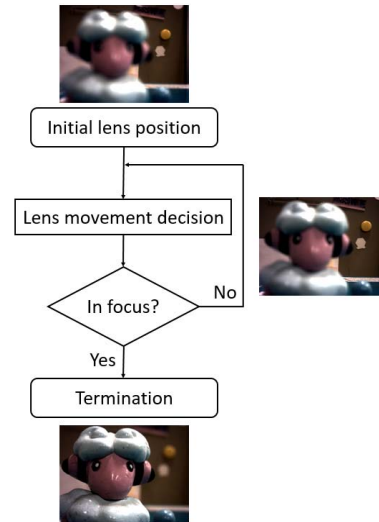 Initial lens position
Lens movement decision
In focus?
No
Yes
Termination